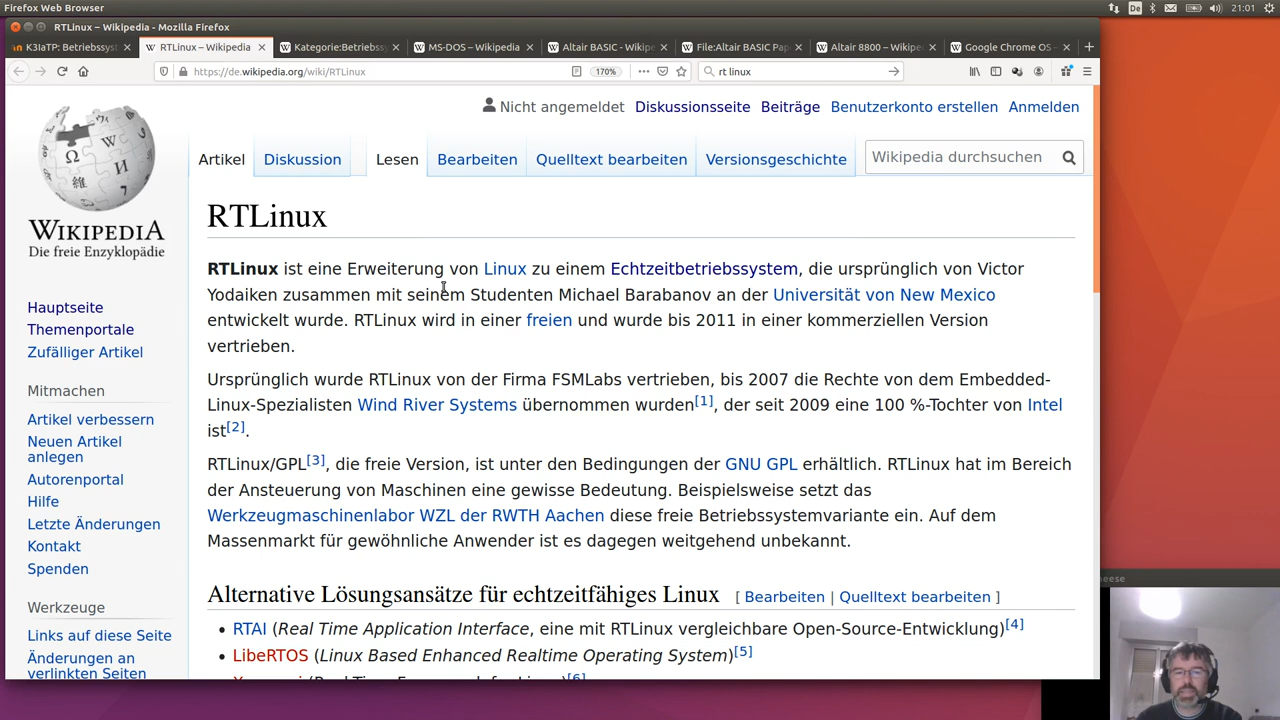 Firefox Web Browser
De
21:01
RTLinux – Wikipedia - Mozilla Firefox
K3IaTP: Betriebssyst
RTLinux – Wikipedia
Kategorie:Betriebss
MS-DOS – Wikipedia
Altair BASIC - Wikipe
File:Altair BASIC Pap
Altair 8800 – Wikipe
Google Chrome OS –
https://de.wikipedia.org/wiki/RTLinux
170%
rt linux
Nicht angemeldet Diskussionsseite Beiträge Benutzerkonto erstellen Anmelden
Artikel Diskussion Lesen Bearbeiten Quelltext bearbeiten Versionsgeschichte Wikipedia durchsuchen
WIKIPEDIA
Die freie Enzyklopädie
Hauptseite
Themenportale
Zufälliger Artikel
Mitmachen
Artikel verbessern
Neuen Artikel
anlegen
Autorenportal
Hilfe
Letzte Änderungen
Kontakt
Spenden
Werkzeuge
Links auf diese Seite
Änderungen an
verlinkten Seiten
RTLinux
RTLinux ist eine Erweiterung von Linux zu einem Echtzeitbetriebssystem, die ursprünglich von Victor
Yodaiken zusammen mit seinem Studenten Michael Barabanov an der Universität von New Mexico
entwickelt wurde. RTLinux wird in einer freien und wurde bis 2011 in einer kommerziellen Version
vertrieben.
Ursprünglich wurde RTLinux von der Firma FSMLabs vertrieben, bis 2007 die Rechte von dem Embedded-
Linux-Spezialisten Wind River Systems übernommen wurden[1], der seit 2009 eine 100 %-Tochter von Intel
ist[2].
RTLinux/GPL[3], die freie Version, ist unter den Bedingungen der GNU GPL erhältlich. RTLinux hat im Bereich
der Ansteuerung von Maschinen eine gewisse Bedeutung. Beispielsweise setzt das
Werkzeugmaschinenlabor WZL der RWTH Aachen diese freie Betriebssystemvariante ein. Auf dem
Massenmarkt für gewöhnliche Anwender ist es dagegen weitgehend unbekannt.
Alternative Lösungsansätze für echtzeitfähiges Linux [ Bearbeiten | Quelltext bearbeiten ]
• RTAI (Real Time Application Interface, eine mit RTLinux vergleichbare Open-Source-Entwicklung)[4]
• LibeRTOS (Linux Based Enhanced Realtime Operating System)[5]